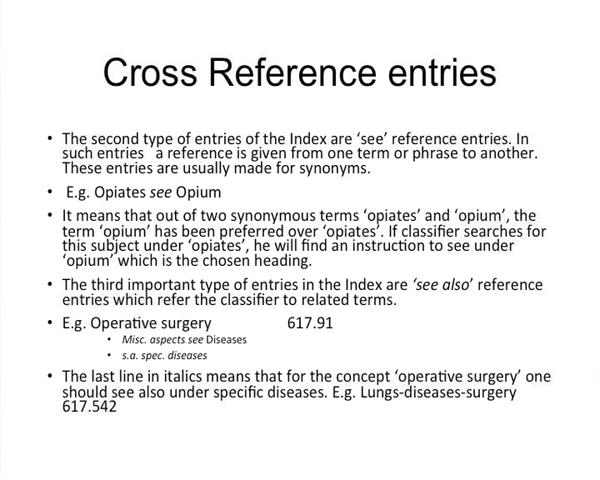 Cross Reference entries
• The second type of entries of the Index are ‘see’ reference entries. In
such entries a reference is given from one term or phrase to another.
These entries are usually made for synonyms.
• E.g. Opiates see Opium
• It means that out of two synonymous terms ‘opiates’ and ‘opium’, the
term ‘opium’ has been preferred over ‘opiates’. If classifier searches for
this subject under ‘opiates’, he will find an instruction to see under
‘opium’ which is the chosen heading.
• The third important type of entries in the Index are ‘see also’ reference
entries which refer the classifier to related terms.
• E.g. Operative surgery 617.91
• Misc. aspects see Diseases
• s.a. spec. diseases
• The last line in italics means that for the concept ‘operative surgery’ one
should see also under specific diseases. E.g. Lungs-diseases-surgery
617.542